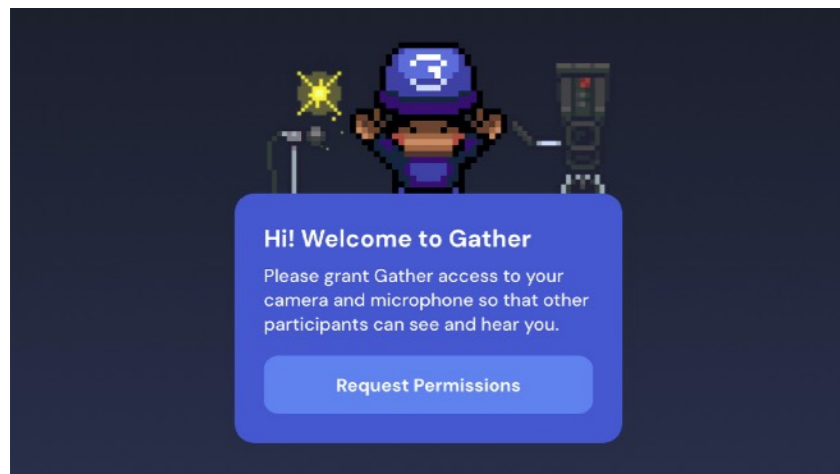 Hi! Welcome to Gather
Please grant Gather access to your
camera and microphone so that other
participants can see and hear you.
Request Permissions